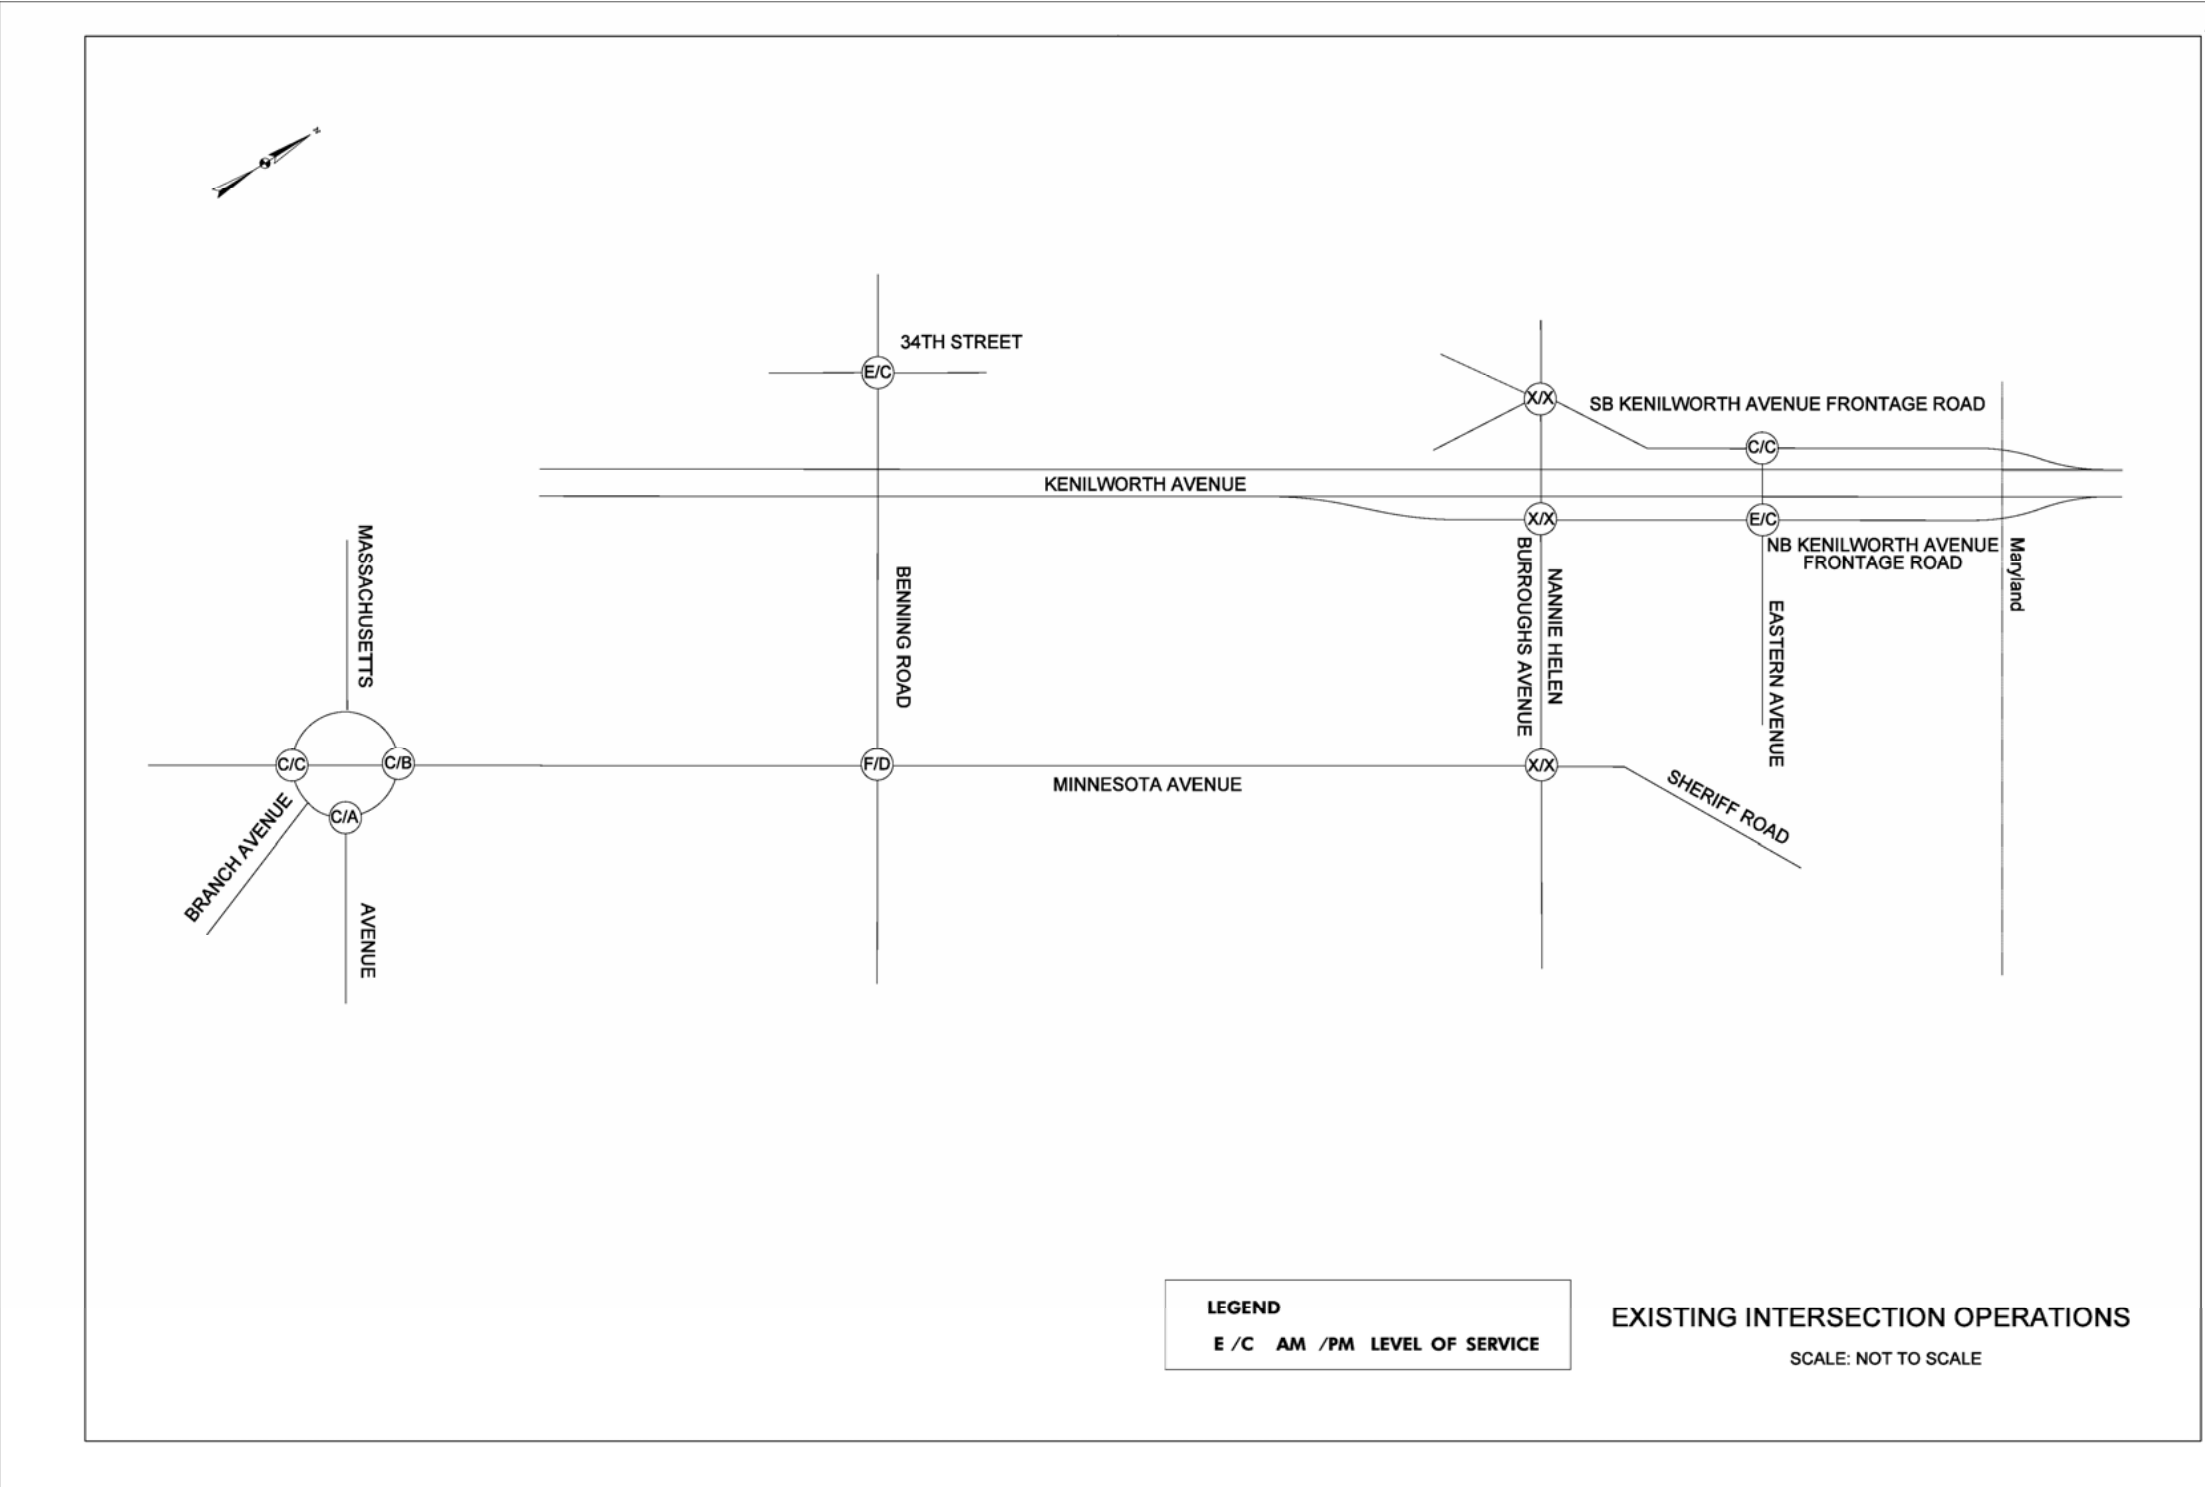 N
34TH STREET
E/C
X/X
SB KENILWORTH AVENUE FRONTAGE ROAD
C/C
KENILWORTH AVENUE
X/X
E/C
NB KENILWORTH AVENUE
FRONTAGE ROAD
Maryland
MASSACHUSETTS
BENNING ROAD
NANNIE HELEN
BURROUGHS AVENUE
EASTERN AVENUE
C/C
C/B
F/D
X/X
MINNESOTA AVENUE
SHERIFF ROAD
C/A
BRANCH AVENUE
AVENUE
LEGEND
E /C AM /PM LEVEL OF SERVICE
EXISTING INTERSECTION OPERATIONS
SCALE: NOT TO SCALE